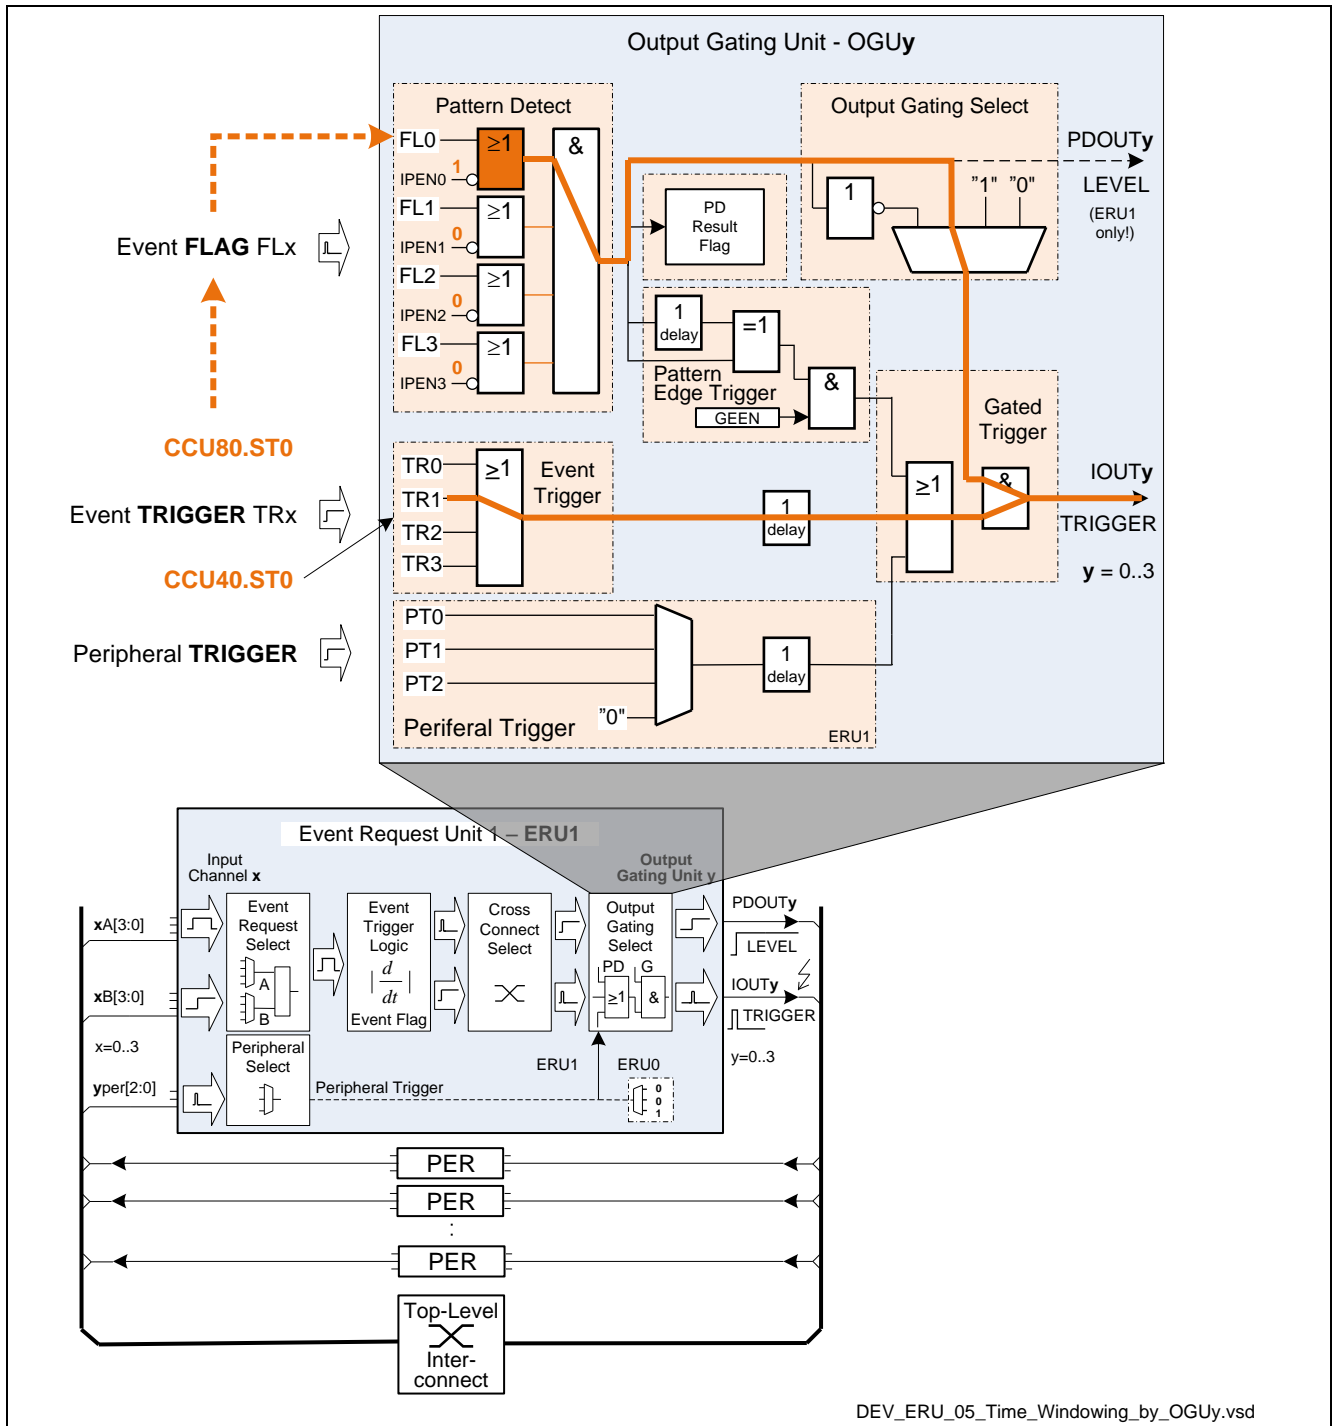 Output Gating Unit - OGUy
Pattern Detect
FL0
≥1
1
IPEN0
FL1
≥1
0
IPEN1
FL2
≥1
0
IPEN2
FL3
≥1
0
IPEN3
&
Output Gating Select
1
"1" "0"
PDOUTy
LEVEL
(ERU1
only!)
PD
Result
Flag
1
delay
=1
Pattern
Edge Trigger
GEEN
&
Event FLAG FLx
CCU80.ST0
Event TRIGGER TRx
CCU40.ST0
Peripheral TRIGGER
TR0
TR1
TR2
TR3
≥1
Event
Trigger
1
delay
Gated
Trigger
≥1
&
IOUTy
TRIGGER
y = 0..3
PT0
PT1
PT2
"0"
1
delay
Periferal Trigger
ERU1
Event Request Unit 1 – ERU1
Input
Channel x
Output
Gating Unit y
xA[3:0]
xB[3:0]
x=0..3
yper[2:0]
Event
Request
Select
A
B
Event
Trigger
Logic
| d
dt |
Event Flag
Cross
Connect
Select
Output
Gating
Select
PD G
≥1 &
PDOUTy
LEVEL
IOUTy
TRIGGER
y=0..3
Peripheral
Select
Peripheral Trigger
ERU1
ERU0
0
0
1
PER
PER
:
PER
Top-Level
Inter-
connect
DEV_ERU_05_Time_Windowing_by_OGUy.vsd